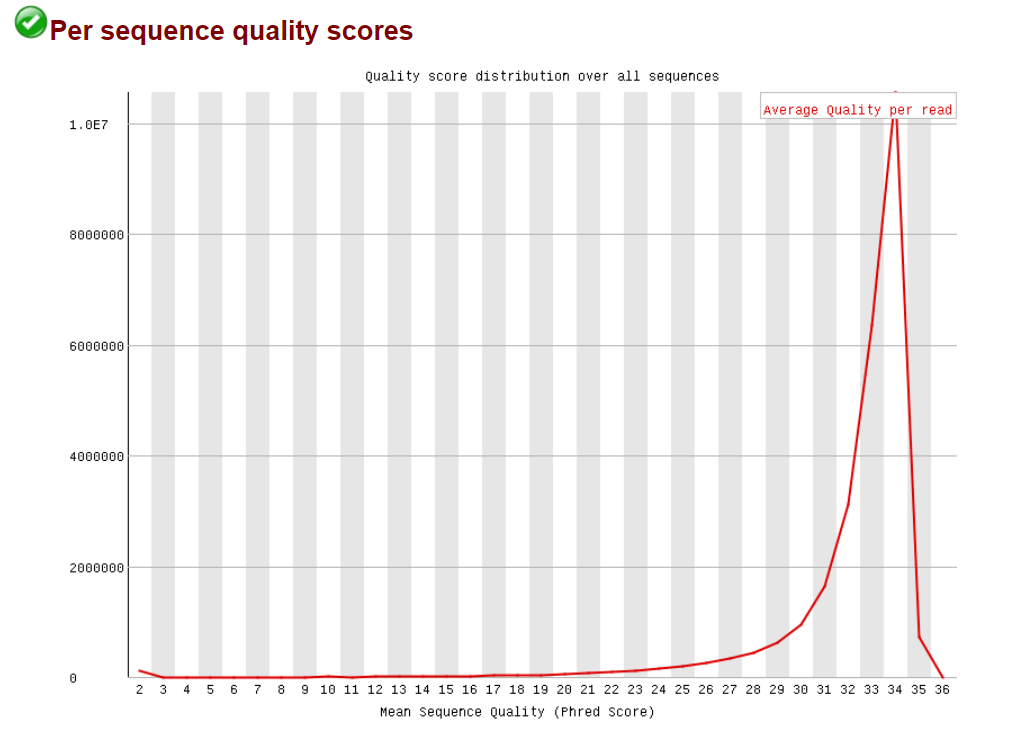 Per sequence quality scores
Quality score distribution over all sequences
Average Quality per read
1.0E7
8000000
6000000
4000000
2000000
0
2 3 4 5 6 7 8 9 10 11 12 13 14 15 16 17 18 19 20 21 22 23 24 25 26 27 28 29 30 31 32 33 34 35 36
Mean Sequence Quality (Phred Score)